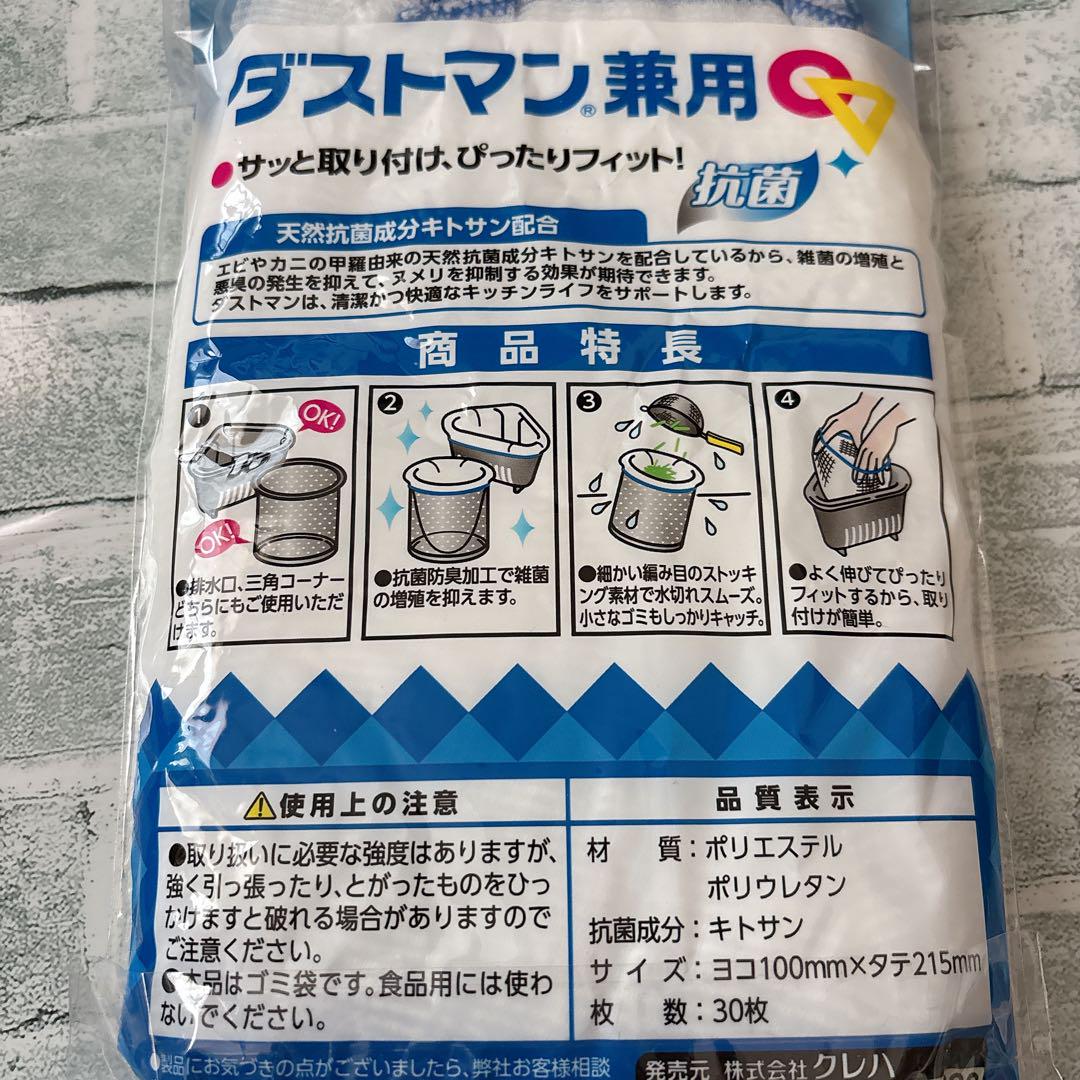 ダストマン®兼用
●サッと取り付け、ぴったりフィット!
抗菌
天然抗菌成分キトサン配合
エビやカニの甲羅由来の天然抗菌成分キトサンを配合しているから、雑菌の増殖と
悪臭の発生を抑えて、ヌメリを抑制する効果が期待できます。
ダストマンは、清潔かつ快適なキッチンライフをサポートします。
商品特長
1
OK!
OK!
●排水口、三角コーナー
どちらにもご使用いただ
けます。
2
●抗菌防臭加工で雑菌
の増殖を抑えます。
3
●細かい編み目のストッキ
ング素材で水切れスムーズ。
小さなゴミもしっかりキャッチ。
4
●よく伸びてぴったり
フィットするから、取り
付けが簡単。
⚠使用上の注意
●取り扱いに必要な強度はありますが、
強く引っ張ったり、とがったものをひっ
かけますと破れる場合がありますので
ご注意ください。
●本品はゴミ袋です。食品用には使わ
ないでください。
品質表示
材 質:ポリエステル
ポリウレタン
抗菌成分:キトサン
サイズ:ヨコ100mm×タテ215mm
枚 数:30枚
●製品にお気づきの点がございましたら、弊社お客様相談
発売元 株式会社クレハ